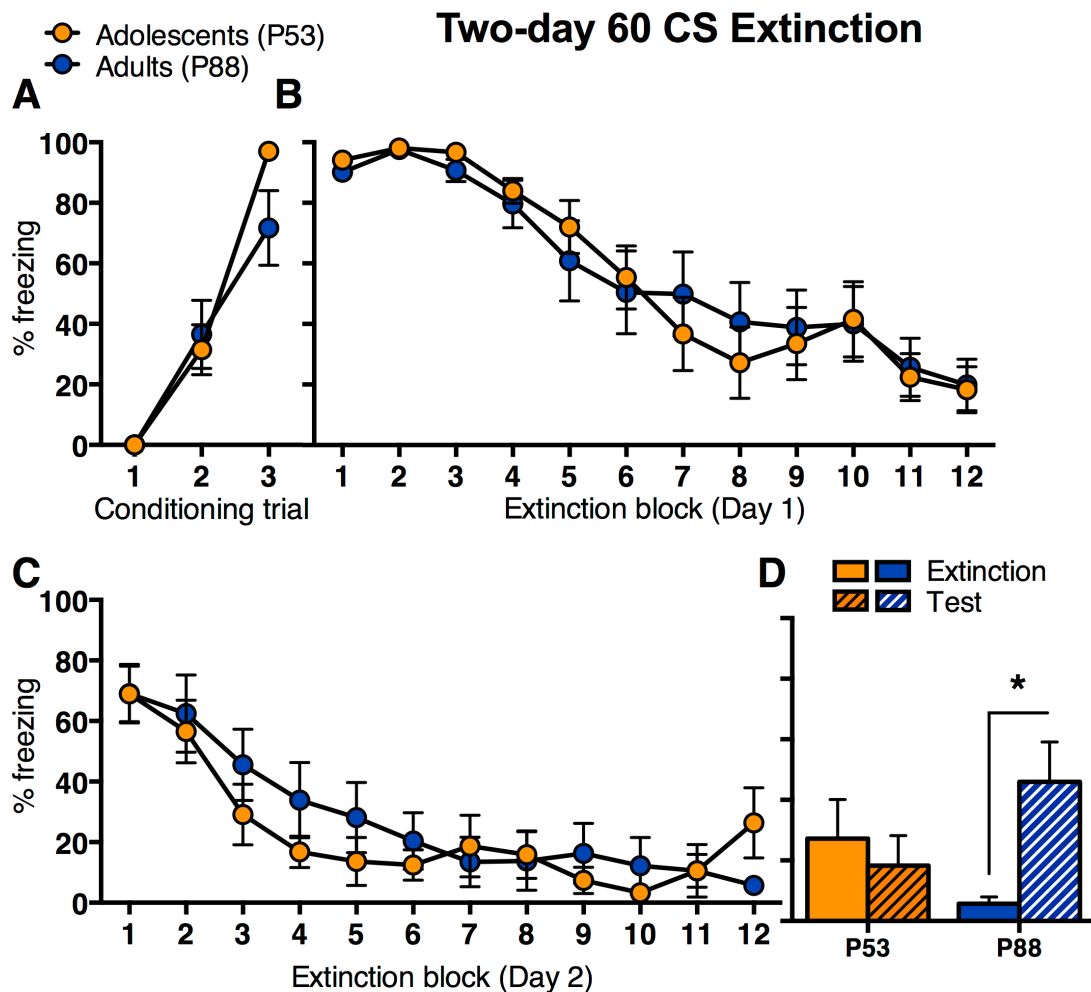 Two-day 60 CS Extinction
Adolescents (P53)
Adults (P88)
A
B
100
80
60
40
20
0
% freezing
1 2 3
Conditioning trial
1 2 3 4 5 6 7 8 9 10 11 12
Extinction block (Day 1)
C
100
80
60
40
20
0
% freezing
1 2 3 4 5 6 7 8 9 10 11 12
Extinction block (Day 2)
D
Extinction
Test
*
P53 P88